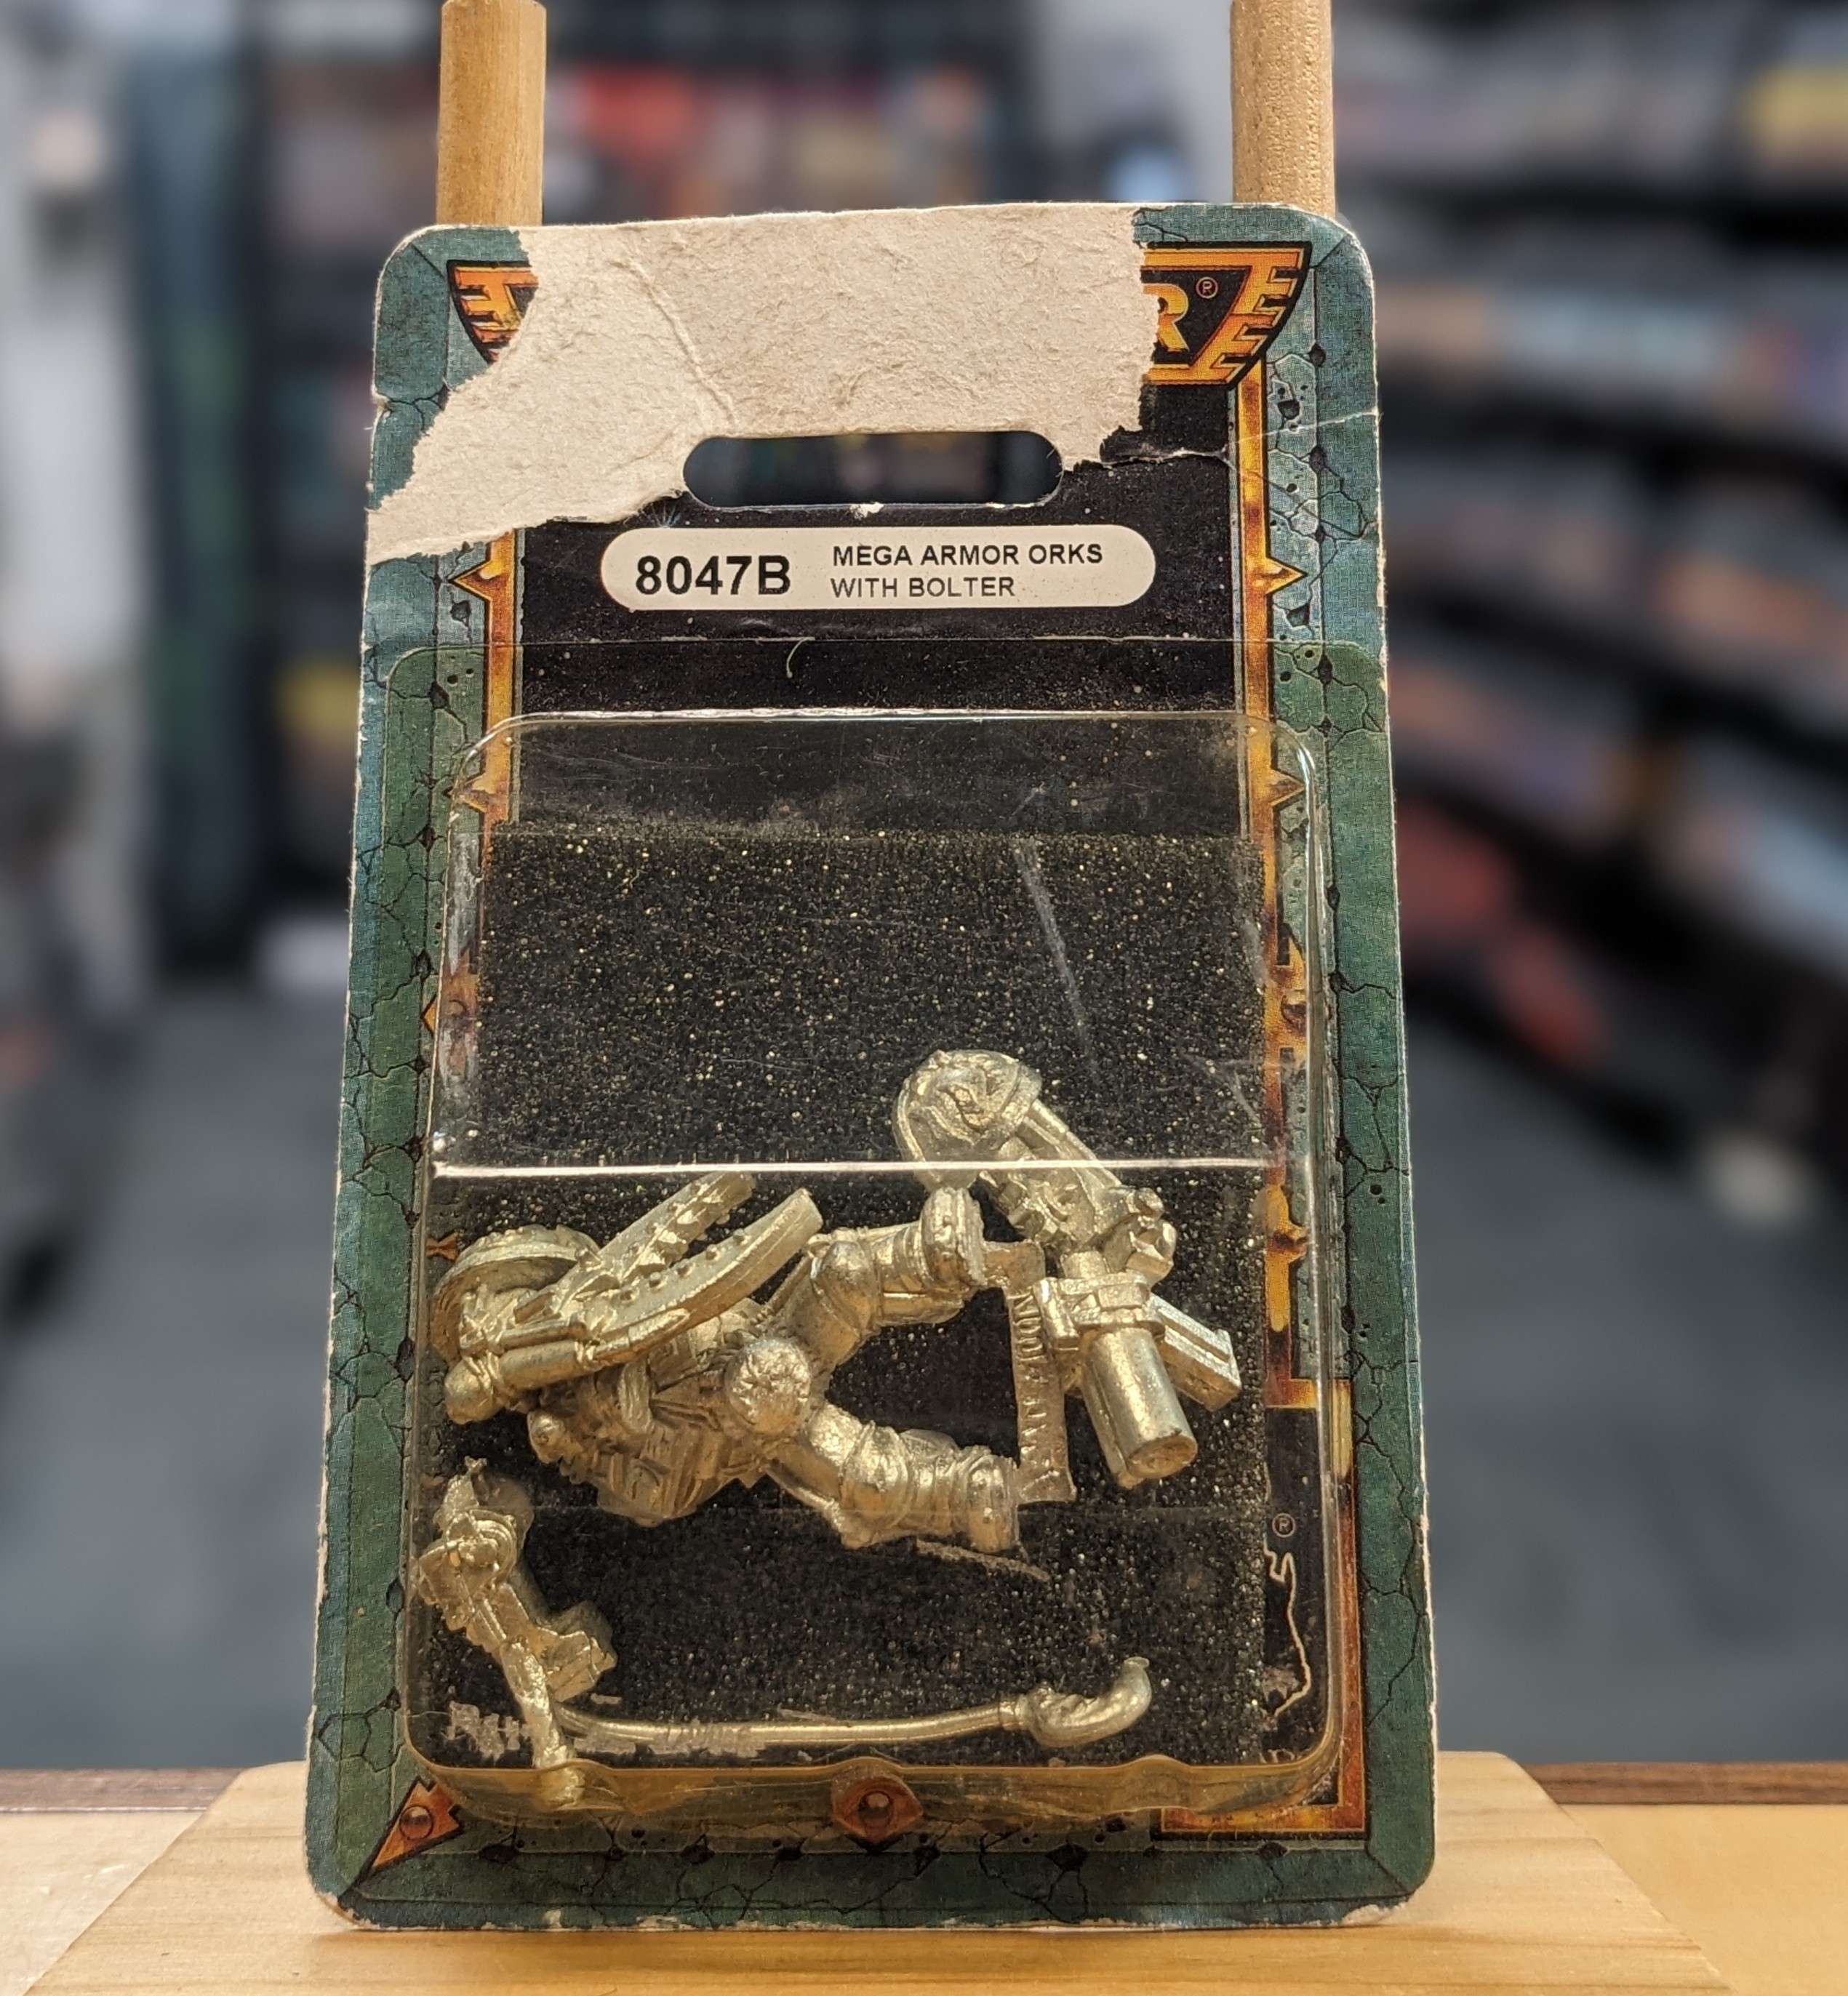 R®
8047B MEGA ARMOR ORKS
WITH BOLTER
®